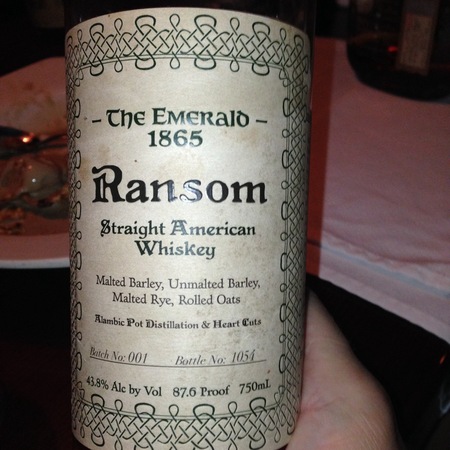 – The Emerald –
1865
Ransom
Straight American
Whiskey
Malted Barley, Unmalted Barley,
Malted Rye, Rolled Oats
Alambic Pot Distillation & Heart Cuts
Batch No: 001 Bottle No: 1054
43.8% Alc by Vol 87.6 Proof 750mL